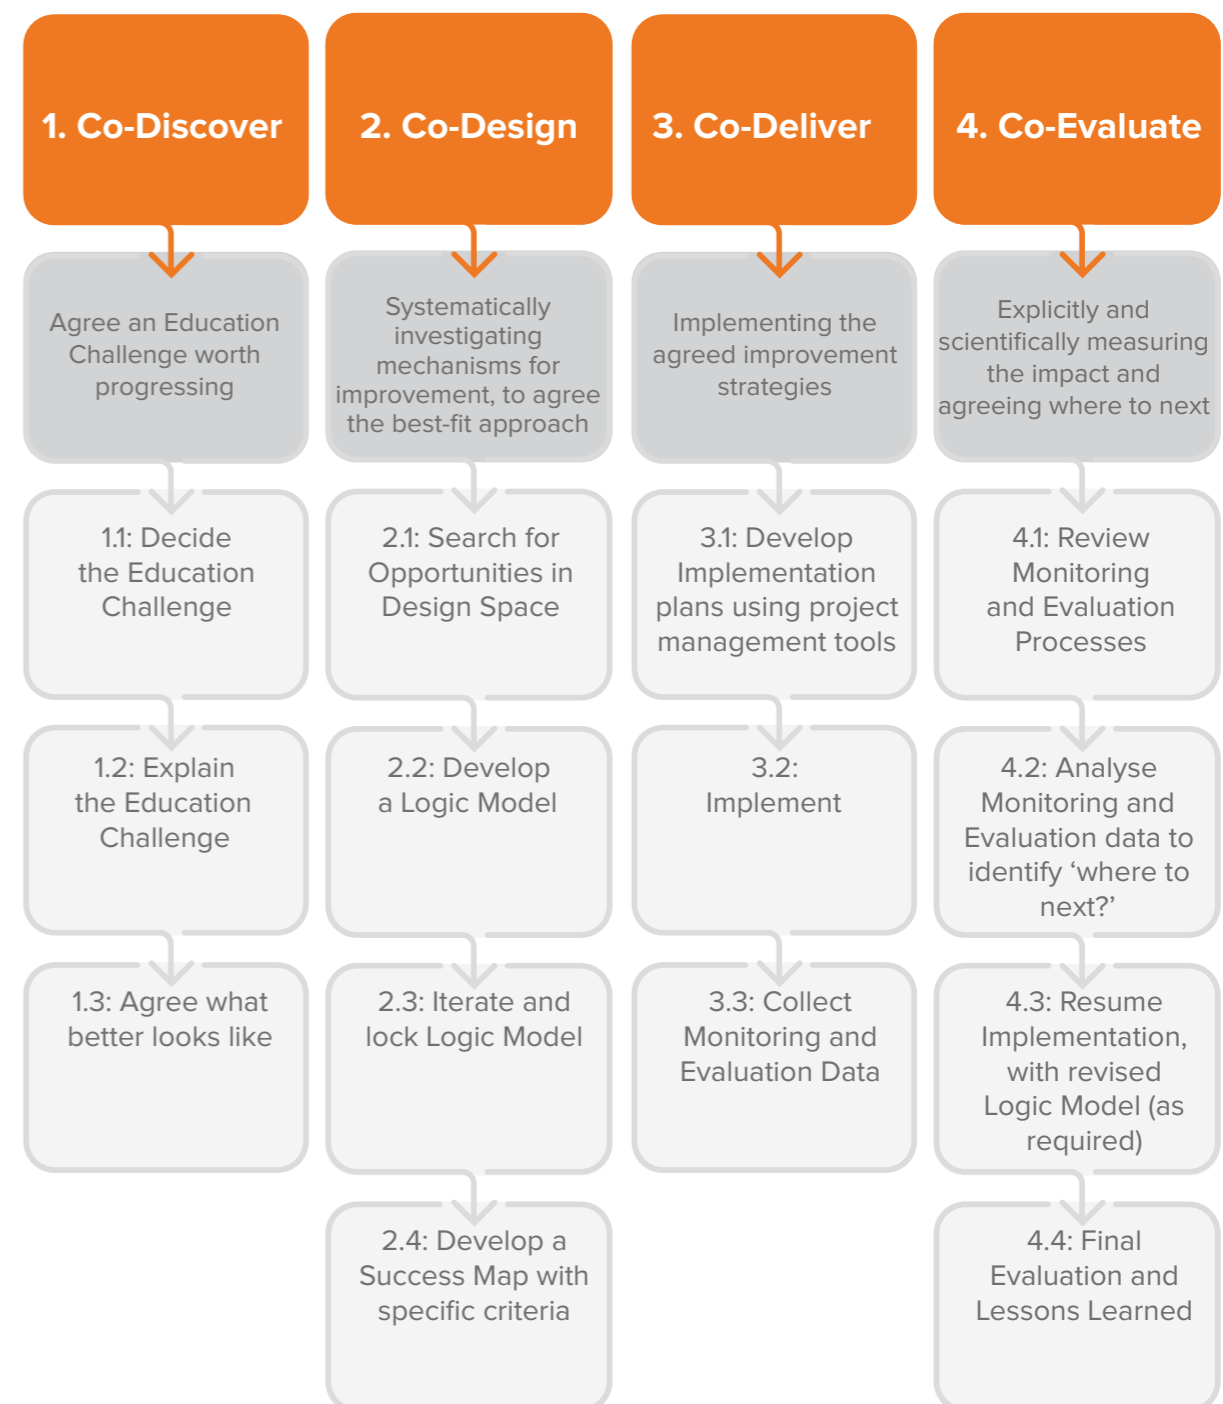 1. Co-Discover
Agree an Education
Challenge worth
progressing
1.1: Decide
the Education
Challenge
1.2: Explain
the Education
Challenge
1.3: Agree what
better looks like
2. Co-Design
Systematically
investigating
mechanisms for
improvement, to agree
the best-fit approach
2.1: Search for
Opportunities in
Design Space
2.2: Develop
a Logic Model
2.3: Iterate and
lock Logic Model
2.4: Develop a
Success Map with
specific criteria
3. Co-Deliver
Implementing the
agreed improvement
strategies
3.1: Develop
Implementation
plans using project
management tools
3.2:
Implement
3.3: Collect
Monitoring and
Evaluation Data
4. Co-Evaluate
Explicitly and
scientifically measuring
the impact and
agreeing where to next
4.1: Review
Monitoring
and Evaluation
Processes
4.2: Analyse
Monitoring and
Evaluation data to
identify ‘where to
next?’
4.3: Resume
Implementation,
with revised
Logic Model (as
required)
4.4: Final
Evaluation and
Lessons Learned